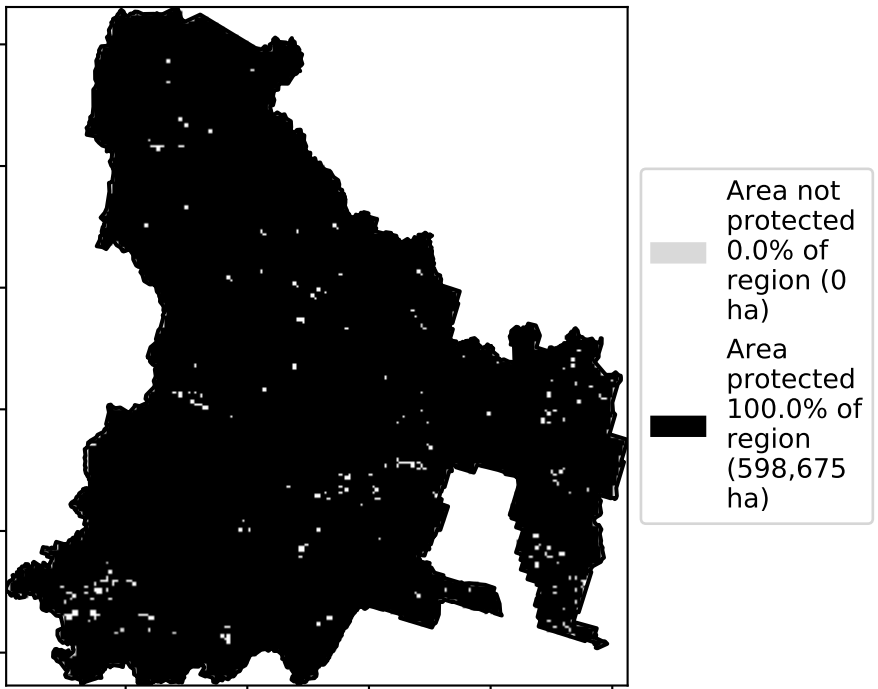 Area not
protected
0.0% of
region (0
ha)
Area
protected
100.0% of
region
(598,675
ha)